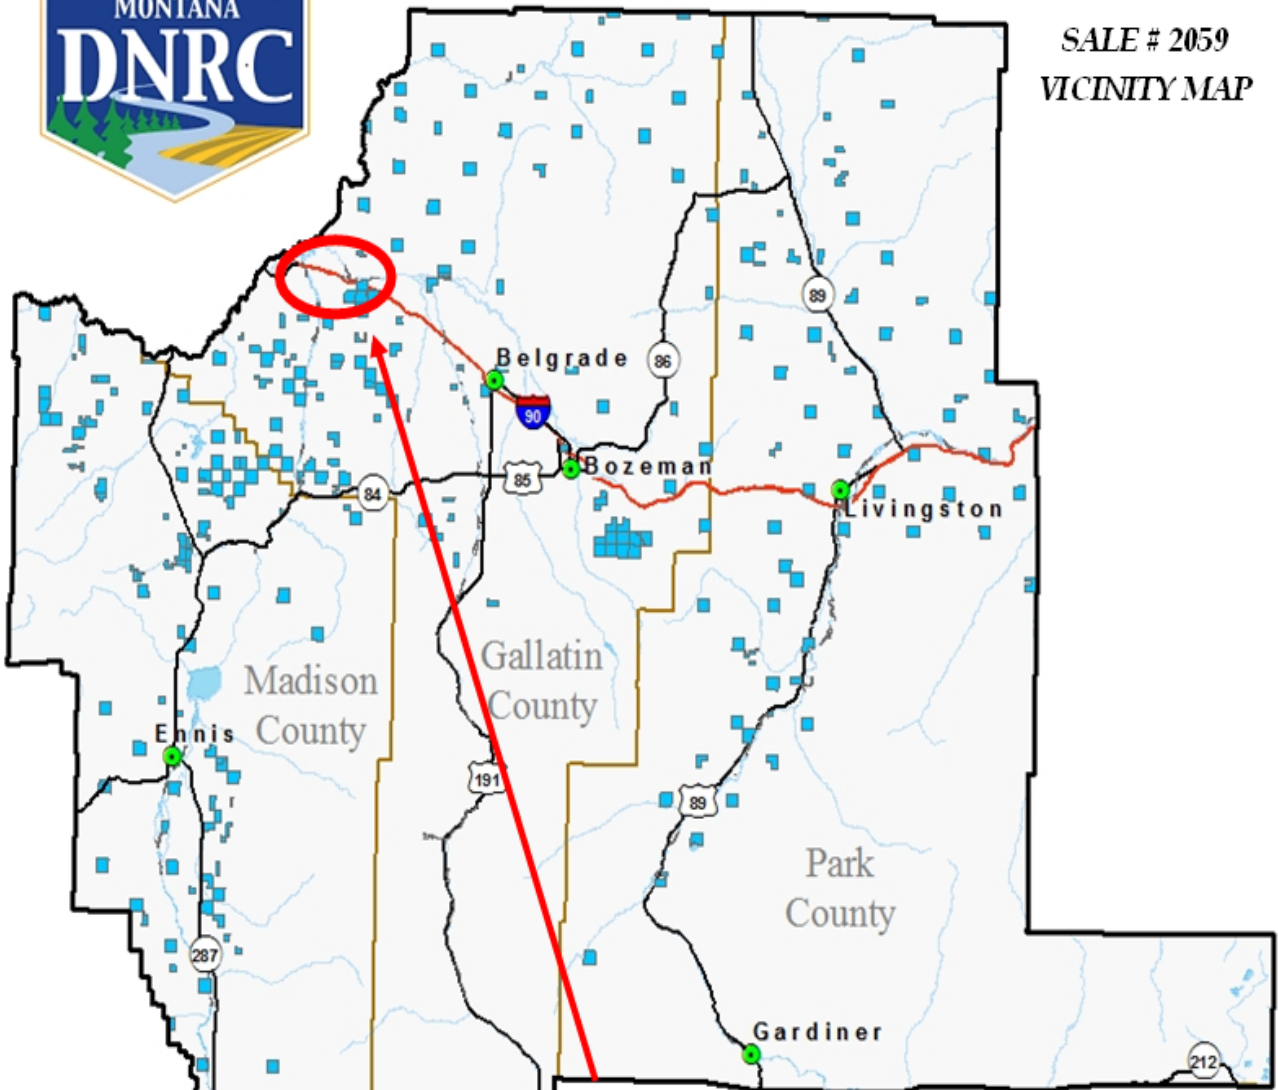 MONTANA
DNRC
SALE # 2059
VICINITY MAP
89
Belgrade
86
90
Bozeman
85
84
Livingston
Gallatin
County
Madison
County
Ennis
191
89
Park
County
287
Gardiner
212